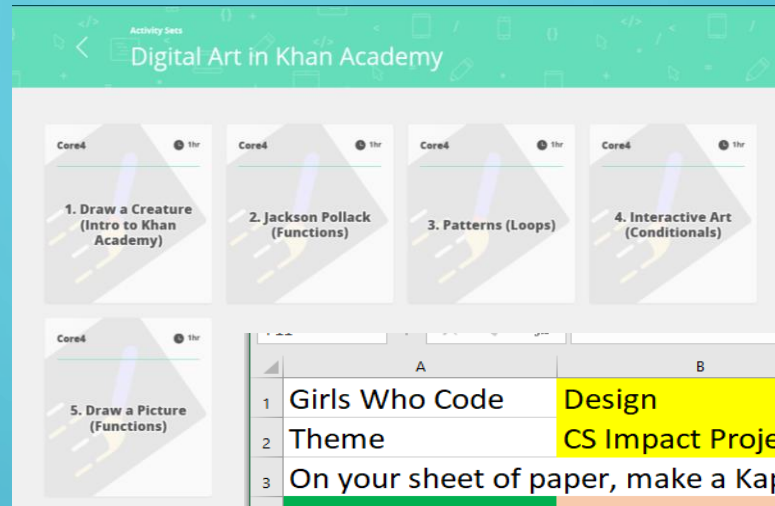 Activity Sets
Digital Art in Khan Academy
Core4 1hr
1. Draw a Creature
(Intro to Khan
Academy)
Core4 1hr
2. Jackson Pollack
(Functions)
Core4 1hr
3. Patterns (Loops)
Core4 1hr
4. Interactive Art
(Conditionals)
Core4 1hr
5. Draw a Picture
(Functions)
A B
1 Girls Who Code Design
2 Theme CS Impact
3 On your sheet of paper, make a